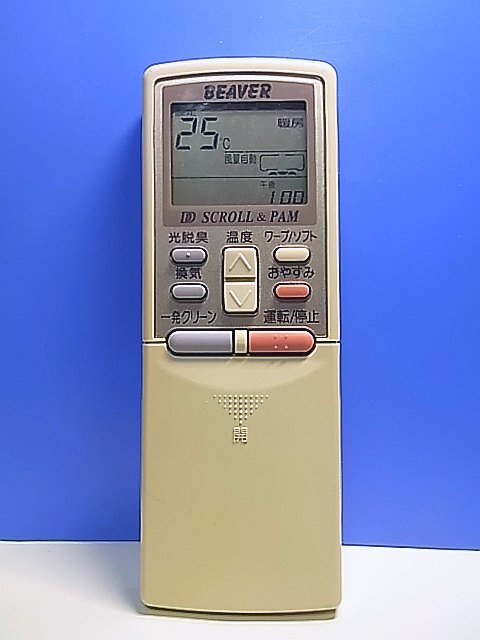 BEAVER
25℃
暖房
風量自動
午後
1:00
DD SCROLL & PAM
光脱臭
温度
ワープ/ソフト
換気
おやすみ
一発クリーン
運転/停止
開